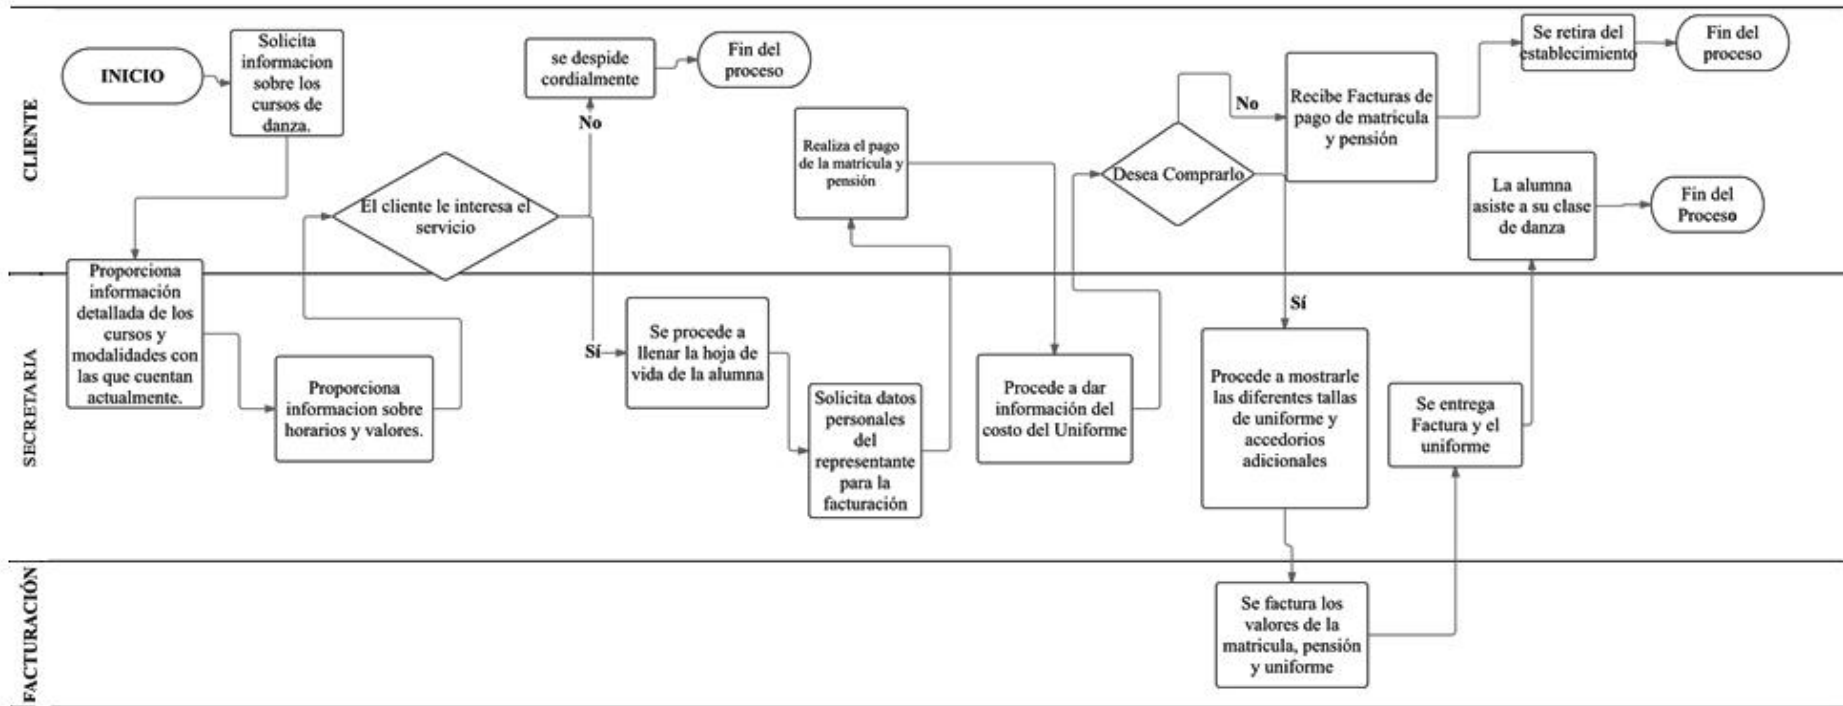 CLIENTE
INICIO
Solicita
informacion
sobre los
cursos de
danza.
El cliente le interesa el
servicio
No
se despide
cordialmente
Fin del
proceso
Realiza el pago
de la matrícula y
pensión
Desea Comprarlo
No
Recibe Facturas de
pago de matricula
y pensión
Se retira del
establecimiento
Fin del
proceso
La alumna
asiste a su clase
de danza
Fin del
Proceso
SECRETARIA
Proporciona
información
detallada de los
cursos y
modalidades con
las que cuentan
actualmente.
Proporciona
informacion sobre
horarios y valores.
Sí
Se procede a
llenar la hoja de
vida de la alumna
Solicita datos
personales
del
representante
para la
facturación
Procede a dar
información del
costo del Uniforme
Sí
Procede a mostrarle
las diferentes tallas
de uniforme y
accedorios
adicionales
Se entrega
Factura y el
uniforme
FACTURACIÓN
Se factura los
valores de la
matricula, pensión
y uniforme